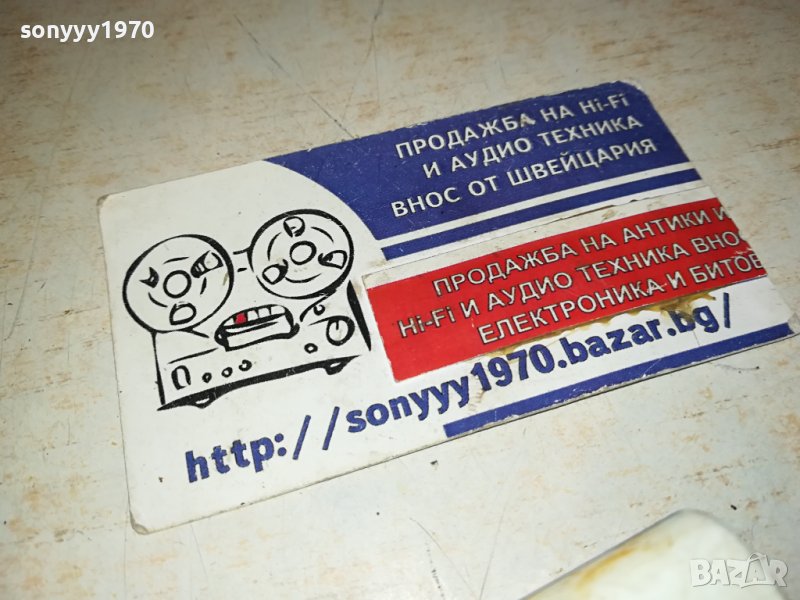 sonyyy1970
ПРОДАЖБА НА Hi-Fi
И АУДИО ТЕХНИКА
ВНОС ОТ ШВЕЙЦАРИЯ
ПРОДАЖБА НА АНТИКИ И
Hi-Fi И АУДИО ТЕХНИКА ВНО
ЕЛЕКТРОНИКА И БИТОВ
http://sonyyy1970.bazar.bg/
BAZAR